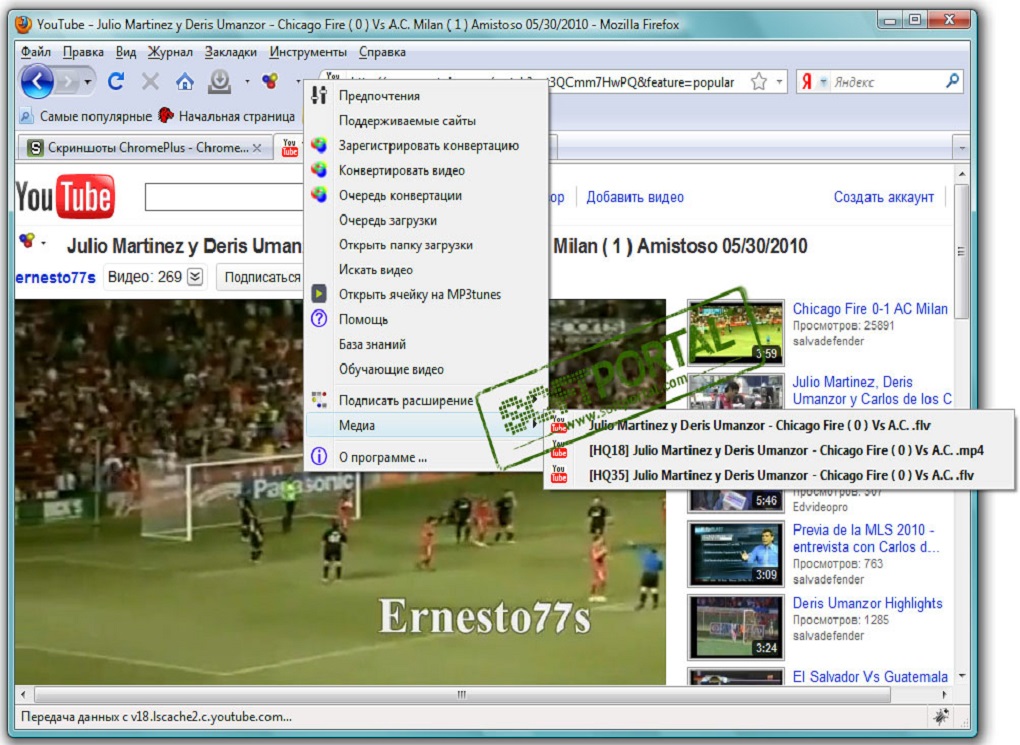 YouTube - Julio Martinez y Deris Umanzor - Chicago Fire ( 0 ) Vs A.C. Milan ( 1 ) Amistoso 05/30/2010 - Mozilla Firefox
Файл Правка Вид Журнал Закладки Инструменты Справка
3QCmm7HwPQ&feature=popular
Яндекс
Самые популярные Начальная страница
Скриншоты ChromePlus - Chrome...
You Tube
You Tube
ор Добавить видео Создать аккаунт
Julio Martinez y Deris Uman
Milan ( 1 ) Amistoso 05/30/2010
ernesto77s Видео: 269 Подписаться
Предпочтения
Поддерживаемые сайты
Зарегистрировать конвертацию
Конвертировать видео
Очередь конвертации
Очередь загрузки
Открыть папку загрузки
Искать видео
Открыть ячейку на MP3tunes
Помощь
База знаний
Обучающие видео
Подписать расширение
Медиа
О программе ...
Julio Martinez y Deris Umanzor - Chicago Fire ( 0 ) Vs A.C. .flv
[HQ18] Julio Martinez y Deris Umanzor - Chicago Fire ( 0 ) Vs A.C. .mp4
[HQ35] Julio Martinez y Deris Umanzor - Chicago Fire ( 0 ) Vs A.C. .flv
SOFTPORTAL
Panasonic
Ernesto77s
3:59
Chicago Fire 0-1 AC Milan
Просмотров: 25891
salvadefender
Julio Martinez, Deris
Umanzor y Carlos de los C
5:46
Просмотров: 307
Edvideopro
3:09
Previa de la MLS 2010 -
entrevista con Carlos d...
Просмотров: 763
salvadefender
3:24
Deris Umanzor Highlights
Просмотров: 1285
salvadefender
El Salvador Vs Guatemala
Передача данных с v18.lscache2.c.youtube.com...